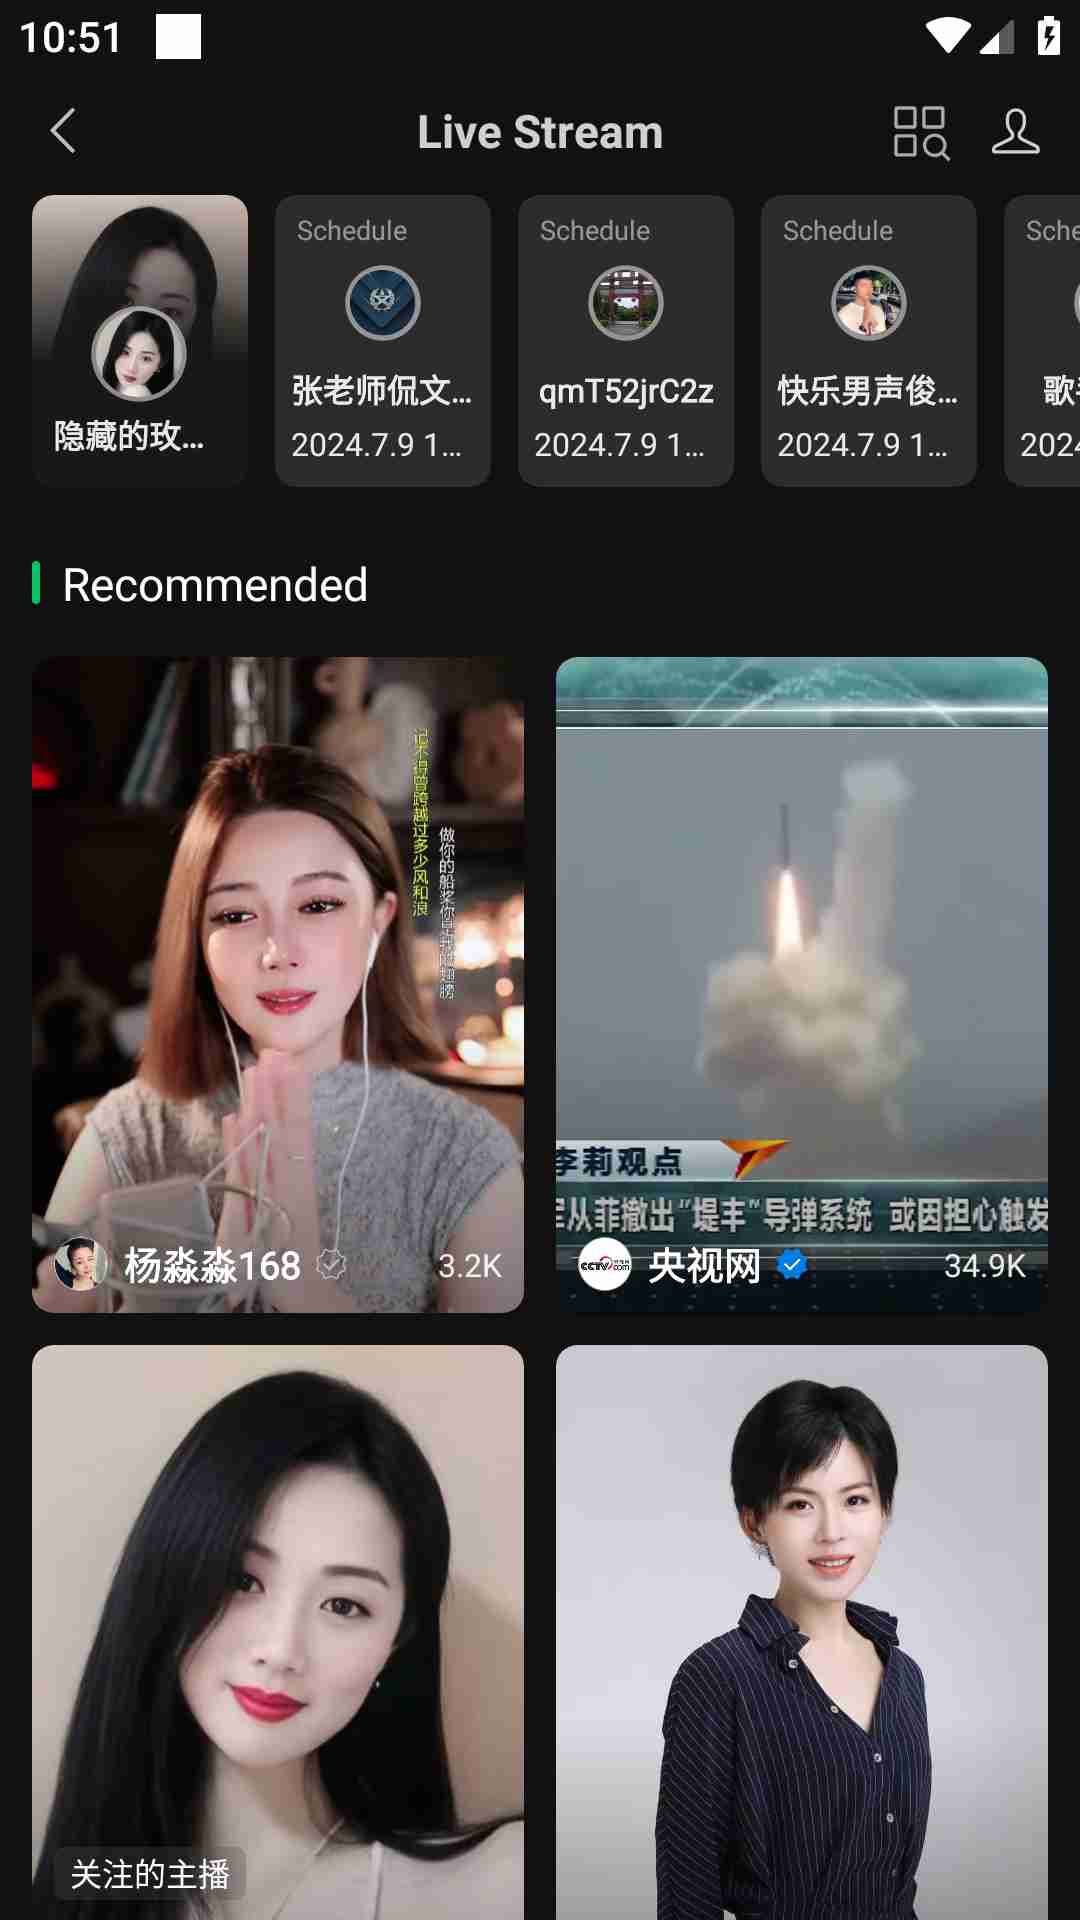 10:51
Live Stream
隐藏的玫...
Schedule
张老师侃文...
2024.7.9 1...
Schedule
qmT52jrC2z
2024.7.9 1...
Schedule
快乐男声俊...
2024.7.9 1...
Sche
歌
2024
Recommended
记不得曾跨越过多少风和浪
做你的船桨你是我的翅膀
杨淼淼168
3.2K
李莉观点
军从菲撤出“堤丰”导弹系统 或因担心触发
CCTV.com
央视网
34.9K
关注的主播